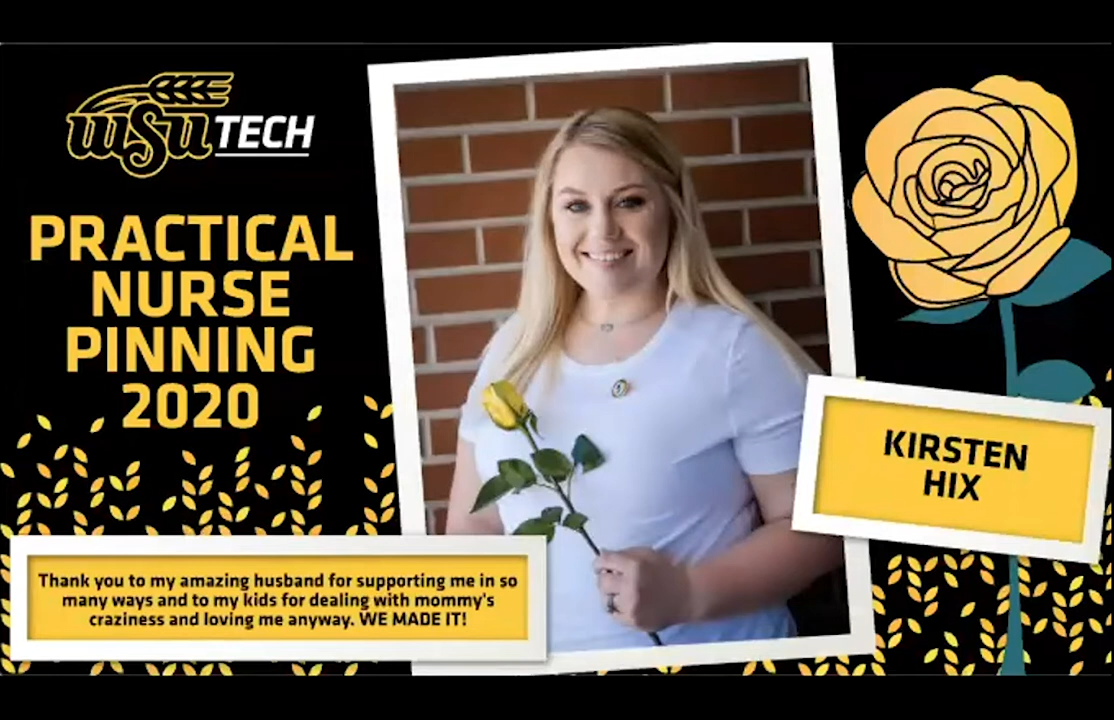 WSU TECH
PRACTICAL
NURSE
PINNING
2020
KIRSTEN
HIX
Thank you to my amazing husband for supporting me in so
many ways and to my kids for dealing with mommy's
craziness and loving me anyway. WE MADE IT!